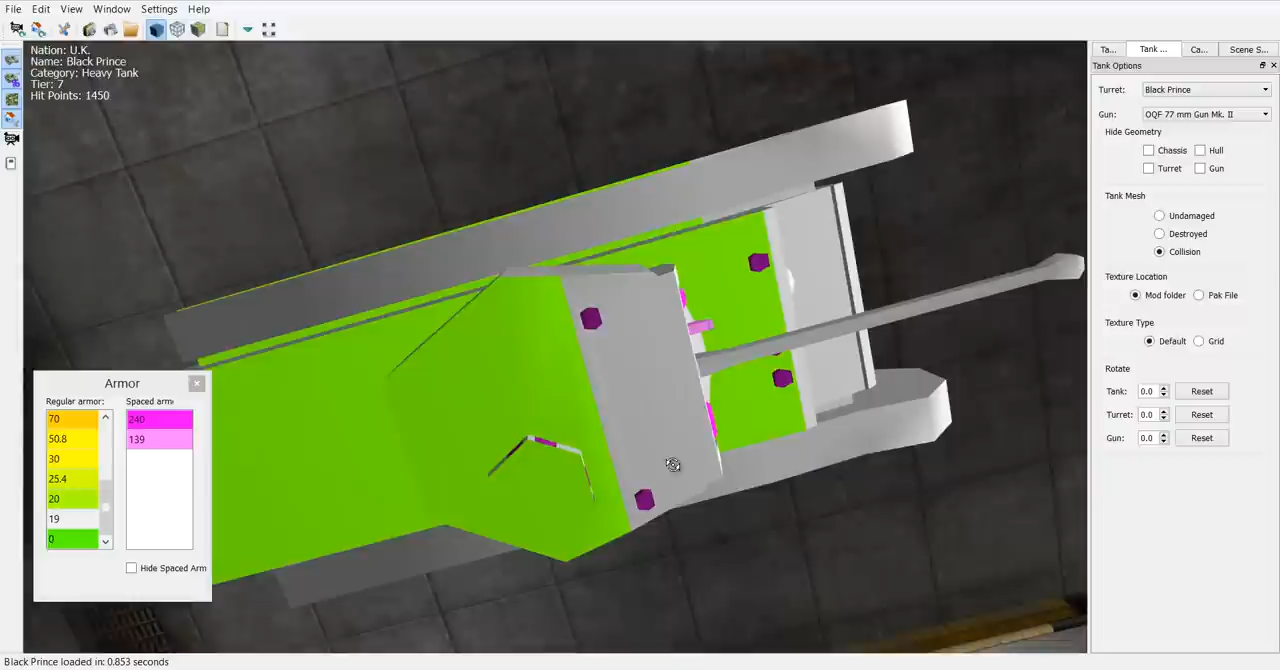 File Edit View Window Settings Help
Nation: U.K.
Name: Black Prince
Category: Heavy Tank
Tier: 7
Hit Points: 1450
Ta... Tank ... Ca... Scene S...
Tank Options
Turret: Black Prince
Gun: OQF 77 mm Gun Mk. II
Hide Geometry
Chassis Hull
Turret Gun
Tank Mesh
Undamaged
Destroyed
Collision
Texture Location
Mod folder Pak File
Texture Type
Default Grid
Rotate
Tank: 0.0 Reset
Turret: 0.0 Reset
Gun: 0.0 Reset
Armor
Regular armor: Spaced arm
70 240
50.8 139
30
25.4
20
19
0
Hide Spaced Arm
Black Prince loaded in: 0.853 seconds